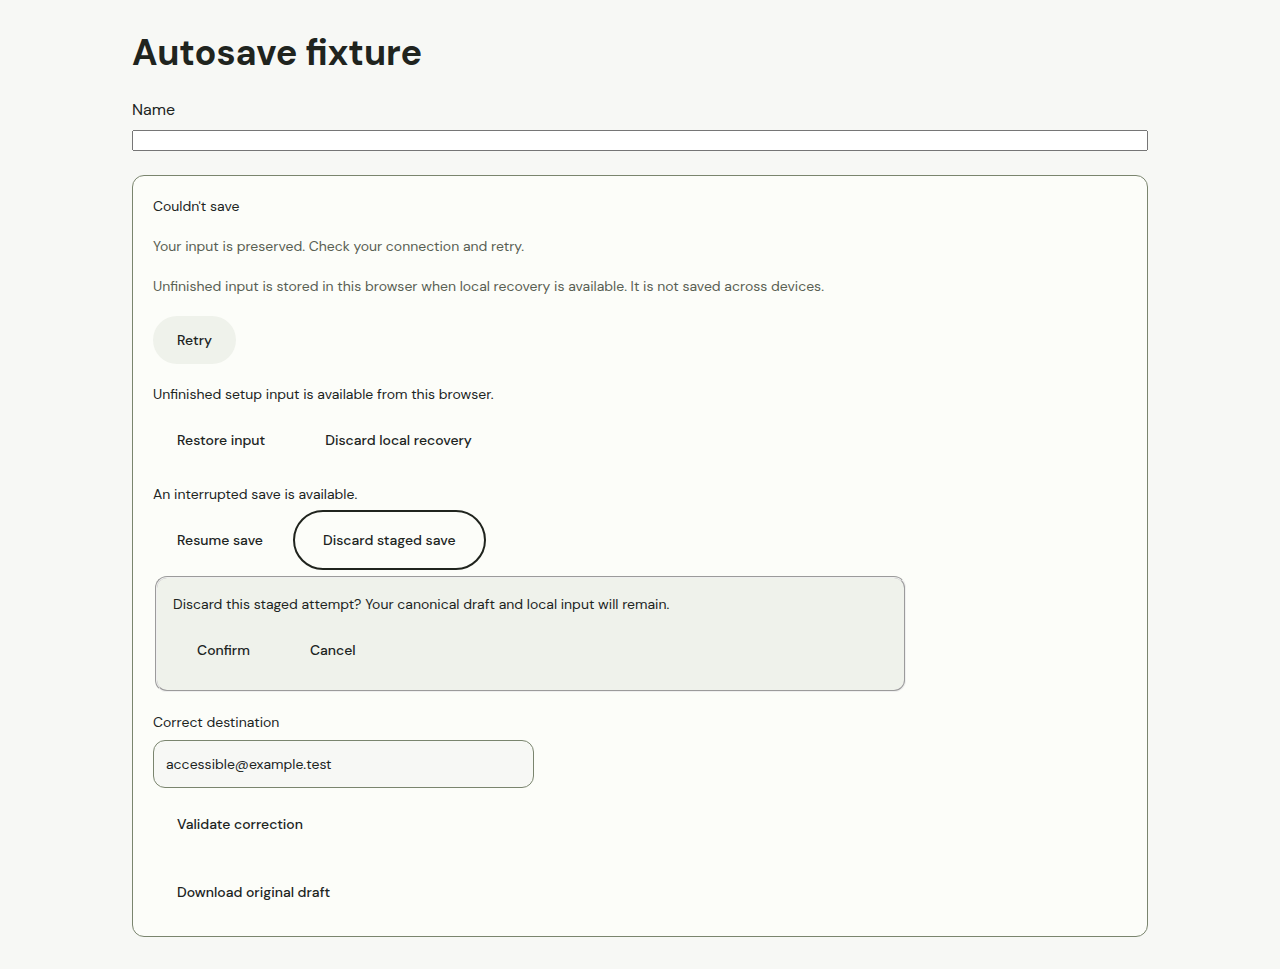 Autosave fixture
Name
Couldn't save
Your input is preserved. Check your connection and retry.
Unfinished input is stored in this browser when local recovery is available. It is not saved across devices.
Retry
Unfinished setup input is available from this browser.
Restore input Discard local recovery
An interrupted save is available.
Resume save Discard staged save
Discard this staged attempt? Your canonical draft and local input will remain.
Confirm Cancel
Correct destination
accessible@example.test
Validate correction
Download original draft